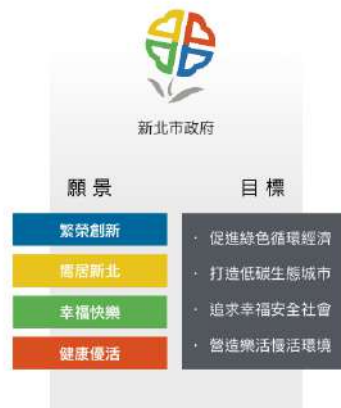 新北市政府
願景
目標
繁榮創新
宜居新北
幸福快樂
健康優活
· 促進綠色循環經濟
· 打造低碳生態城市
· 追求幸福安全社會
· 營造樂活慢活環境